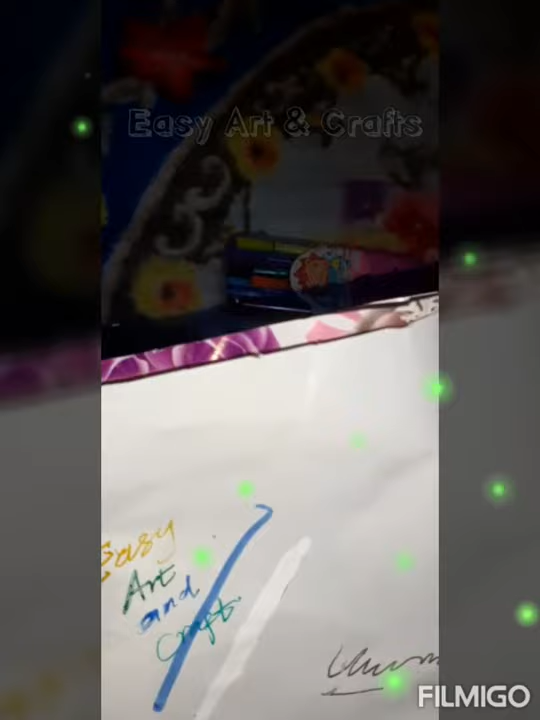 Easy Art & Crafts
Easy
Art
and
Craft
FILMIGO